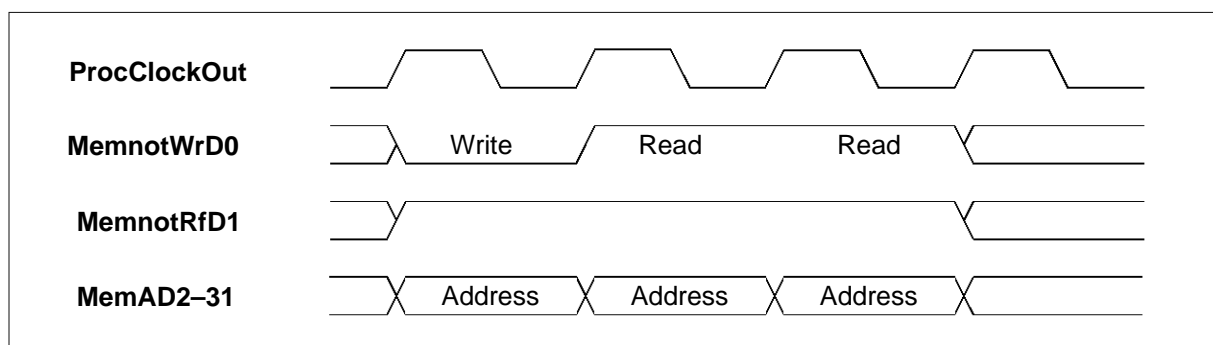 ProcClockOut
MemnotWrD0 Write Read Read
MemnotRfD1
MemAD2–31 Address Address Address